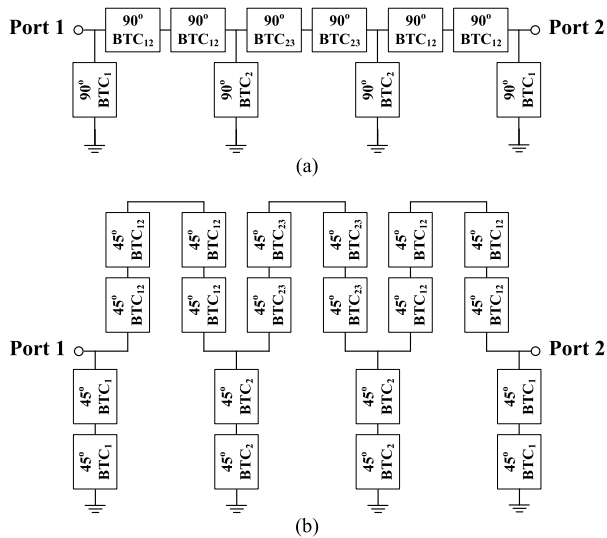 Port 1
90° BTC₁₂
90° BTC₁₂
90° BTC₂₃
90° BTC₂₃
90° BTC₁₂
90° BTC₁₂
Port 2
90° BTC₁
90° BTC₂
90° BTC₂
90° BTC₁
(a)
45° BTC₁₂
45° BTC₁₂
45° BTC₂₃
45° BTC₂₃
45° BTC₁₂
45° BTC₁₂
45° BTC₁₂
45° BTC₁₂
45° BTC₂₃
45° BTC₂₃
45° BTC₁₂
45° BTC₁₂
Port 1
Port 2
45° BTC₁
45° BTC₂
45° BTC₂
45° BTC₁
45° BTC₁
45° BTC₂
45° BTC₂
45° BTC₁
(b)